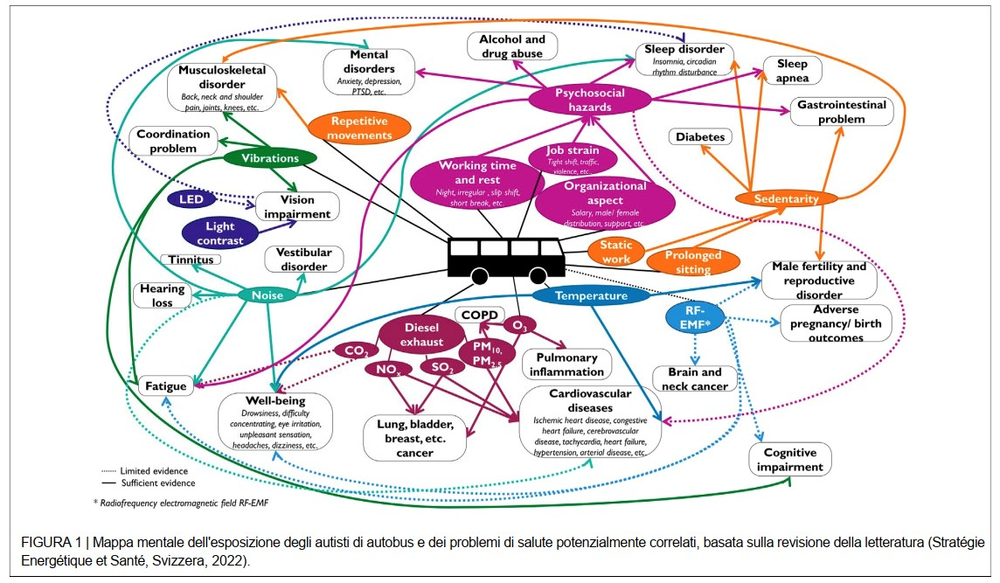 Musculoskeletal
disorder
Back, neck and shoulder
pain, joints, knees, etc.
Mental
disorders
Anxiety, depression,
PTSD, etc.
Alcohol and
drug abuse
Sleep disorder
Insomnia, circadian
rhythm disturbance
Sleep
apnea
Psychosocial
hazards
Gastrointestinal
problem
Repetitive
movements
Coordination
problem
Vibrations
Diabetes
Working time
and rest
Night, irregular , slip shift,
short break, etc
Job strain
Tight shift, traffic,
violence, etc.
Organizational
aspect
Salary, male/ female
distribution, support, etc
Sedentarity
LED
Vision
impairment
Light
contrast
Static
work
Prolonged
sitting
Tinnitus
Vestibular
disorder
Male fertility and
reproductive
disorder
Hearing
loss
Noise
Temperature
RF-
EMF*
Adverse
pregnancy/ birth
outcomes
COPD
O3
Diesel
exhaust
CO2
PM10,
PM2.5
NOx
SO2
Pulmonary
inflammation
Brain and
neck cancer
Fatigue
Well-being
Drowsiness, difficulty
concentrating, eye irritation,
unpleasant sensation,
headaches, dizziness, etc.
Lung, bladder,
breast, etc.
cancer
Cardiovascular
diseases
Ischemic heart disease, congestive
heart failure, cerebrovascular
disease, tachycardia, heart failure,
hypertension, arterial disease, etc.
Cognitive
impairment
Limited evidence
Sufficient evidence
* Radiofrequency electromagnetic field RF-EMF
FIGURA 1 | Mappa mentale dell'esposizione degli autisti di autobus e dei problemi di salute potenzialmente correlati, basata sulla revisione della letteratura (Stratégie
Energétique et Santé, Svizzera, 2022).